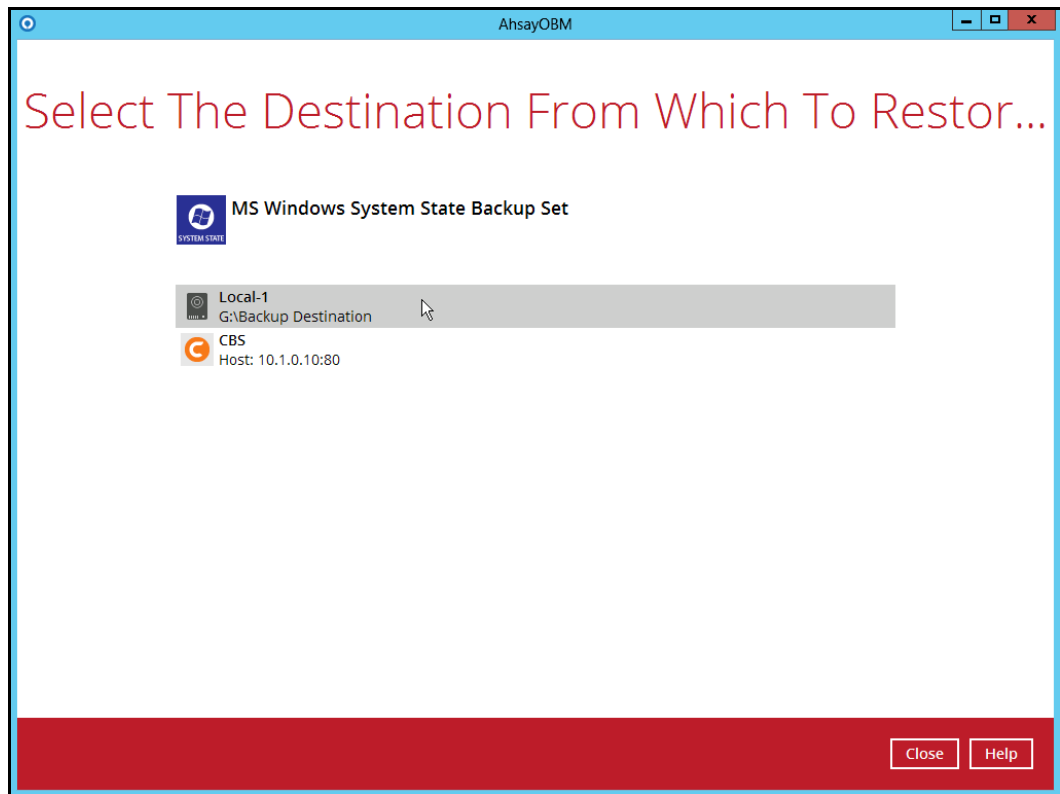 AhsayOBM
Select The Destination From Which To Restor...
SYSTEM STATE
MS Windows System State Backup Set
Local-1
G:\Backup Destination
CBS
Host: 10.1.0.10:80
Close Help